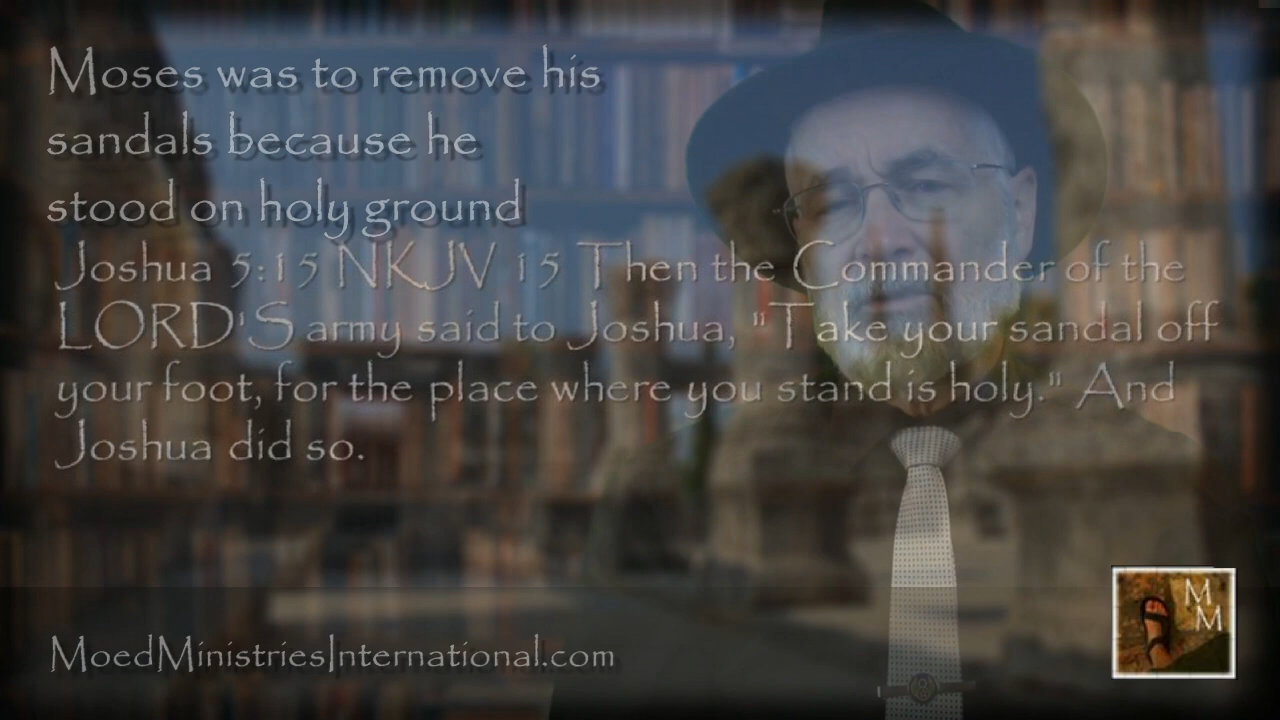 Moses was to remove his
sandals because he
stood on holy ground
Joshua 5:15 NKJV 15 Then the Commander of the
LORD'S army said to Joshua, "Take your sandal off
your foot, for the place where you stand is holy." And
Joshua did so.
MoedMinistriesInternational.com
M
M